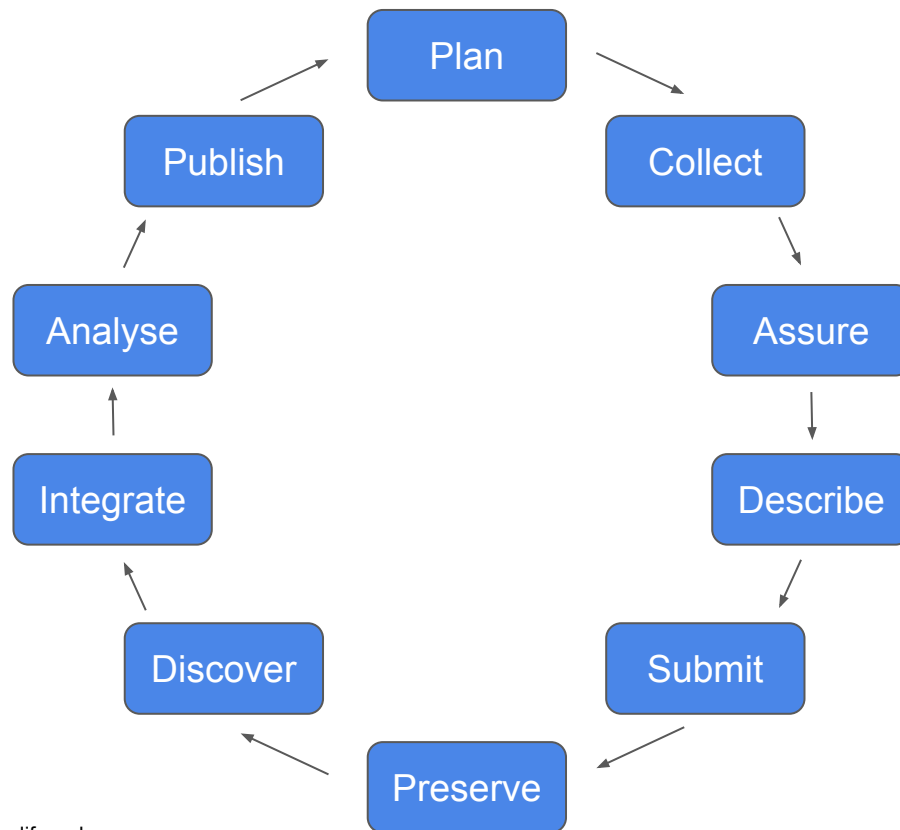 Plan
Collect
Assure
Describe
Submit
Preserve
Discover
Integrate
Analyse
Publish